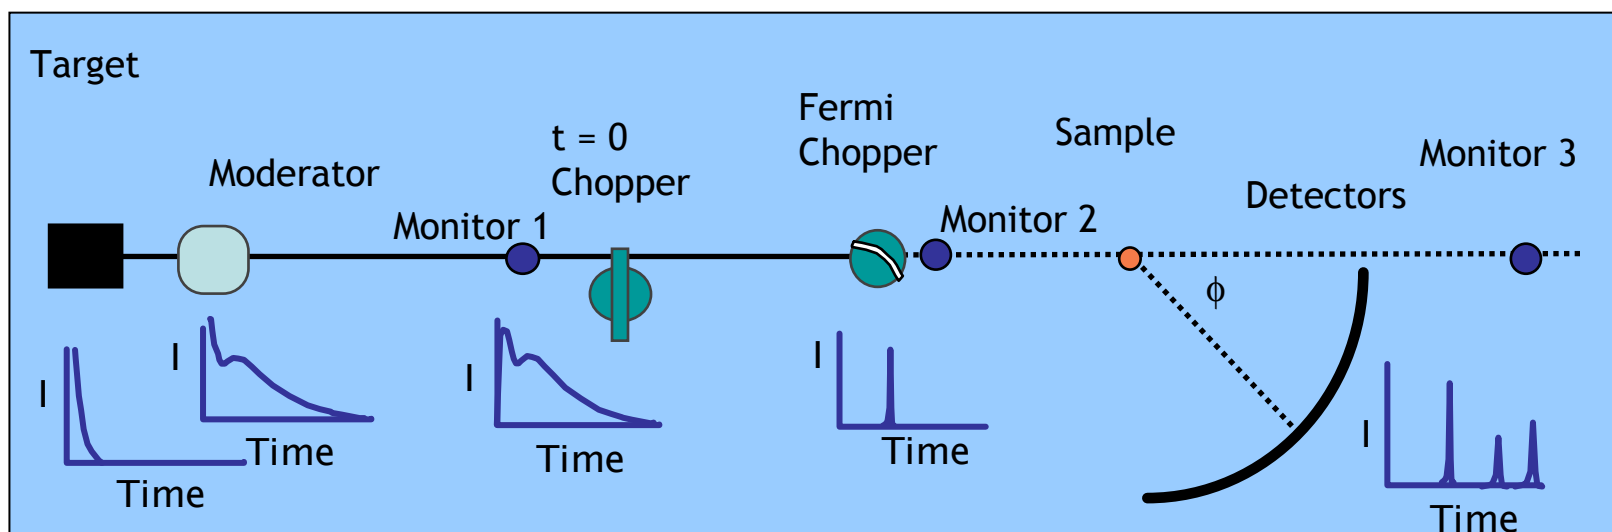 Target
Moderator
Monitor 1
t = 0
Chopper
Fermi
Chopper
Monitor 2
Sample
Detectors
Monitor 3
ϕ
I
Time
I
Time
I
Time
I
Time
I
Time